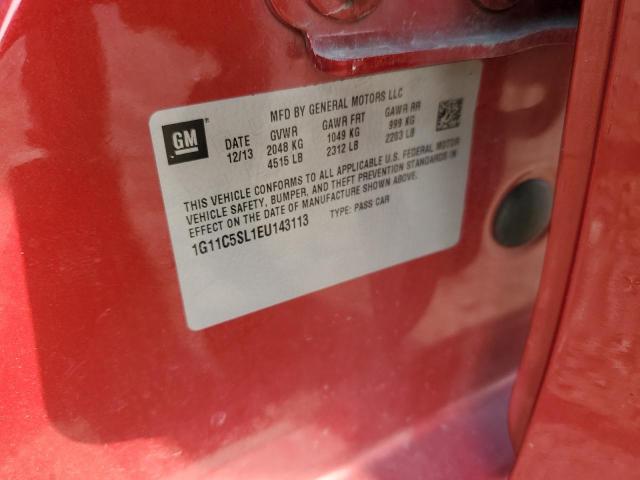 MFD BY GENERAL MOTORS LLC
GM
DATE GVWR GAWR FRT GAWR RR
12/13 2048 KG 1049 KG 999 KG
4515 LB 2312 LB 2203 LB
THIS VEHICLE CONFORMS TO ALL APPLICABLE U.S. FEDERAL MOTOR
VEHICLE SAFETY, BUMPER, AND THEFT PREVENTION STANDARDS IN
EFFECT ON THE DATE OF MANUFACTURE SHOWN ABOVE.
1G11C5SL1EU143113 TYPE: PASS CAR